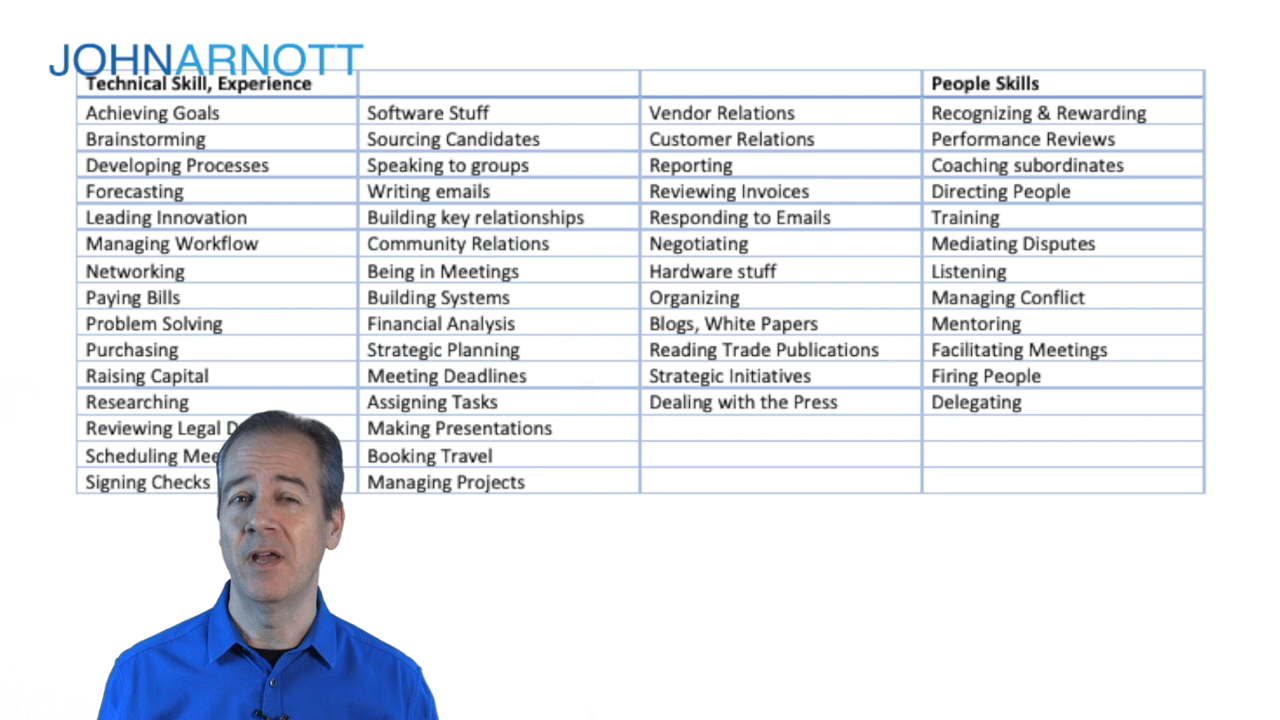 JOHNARNOTT
Technical Skill, Experience People Skills
Achieving Goals Software Stuff Vendor Relations Recognizing & Rewarding
Brainstorming Sourcing Candidates Customer Relations Performance Reviews
Developing Processes Speaking to groups Reporting Coaching subordinates
Forecasting Writing emails Reviewing Invoices Directing People
Leading Innovation Building key relationships Responding to Emails Training
Managing Workflow Community Relations Negotiating Mediating Disputes
Networking Being in Meetings Hardware stuff Listening
Paying Bills Building Systems Organizing Managing Conflict
Problem Solving Financial Analysis Blogs, White Papers Mentoring
Purchasing Strategic Planning Reading Trade Publications Facilitating Meetings
Raising Capital Meeting Deadlines Strategic Initiatives Firing People
Researching Assigning Tasks Dealing with the Press Delegating
Reviewing Legal Making Presentations
Scheduling Booking Travel
Signing Checks Managing Projects